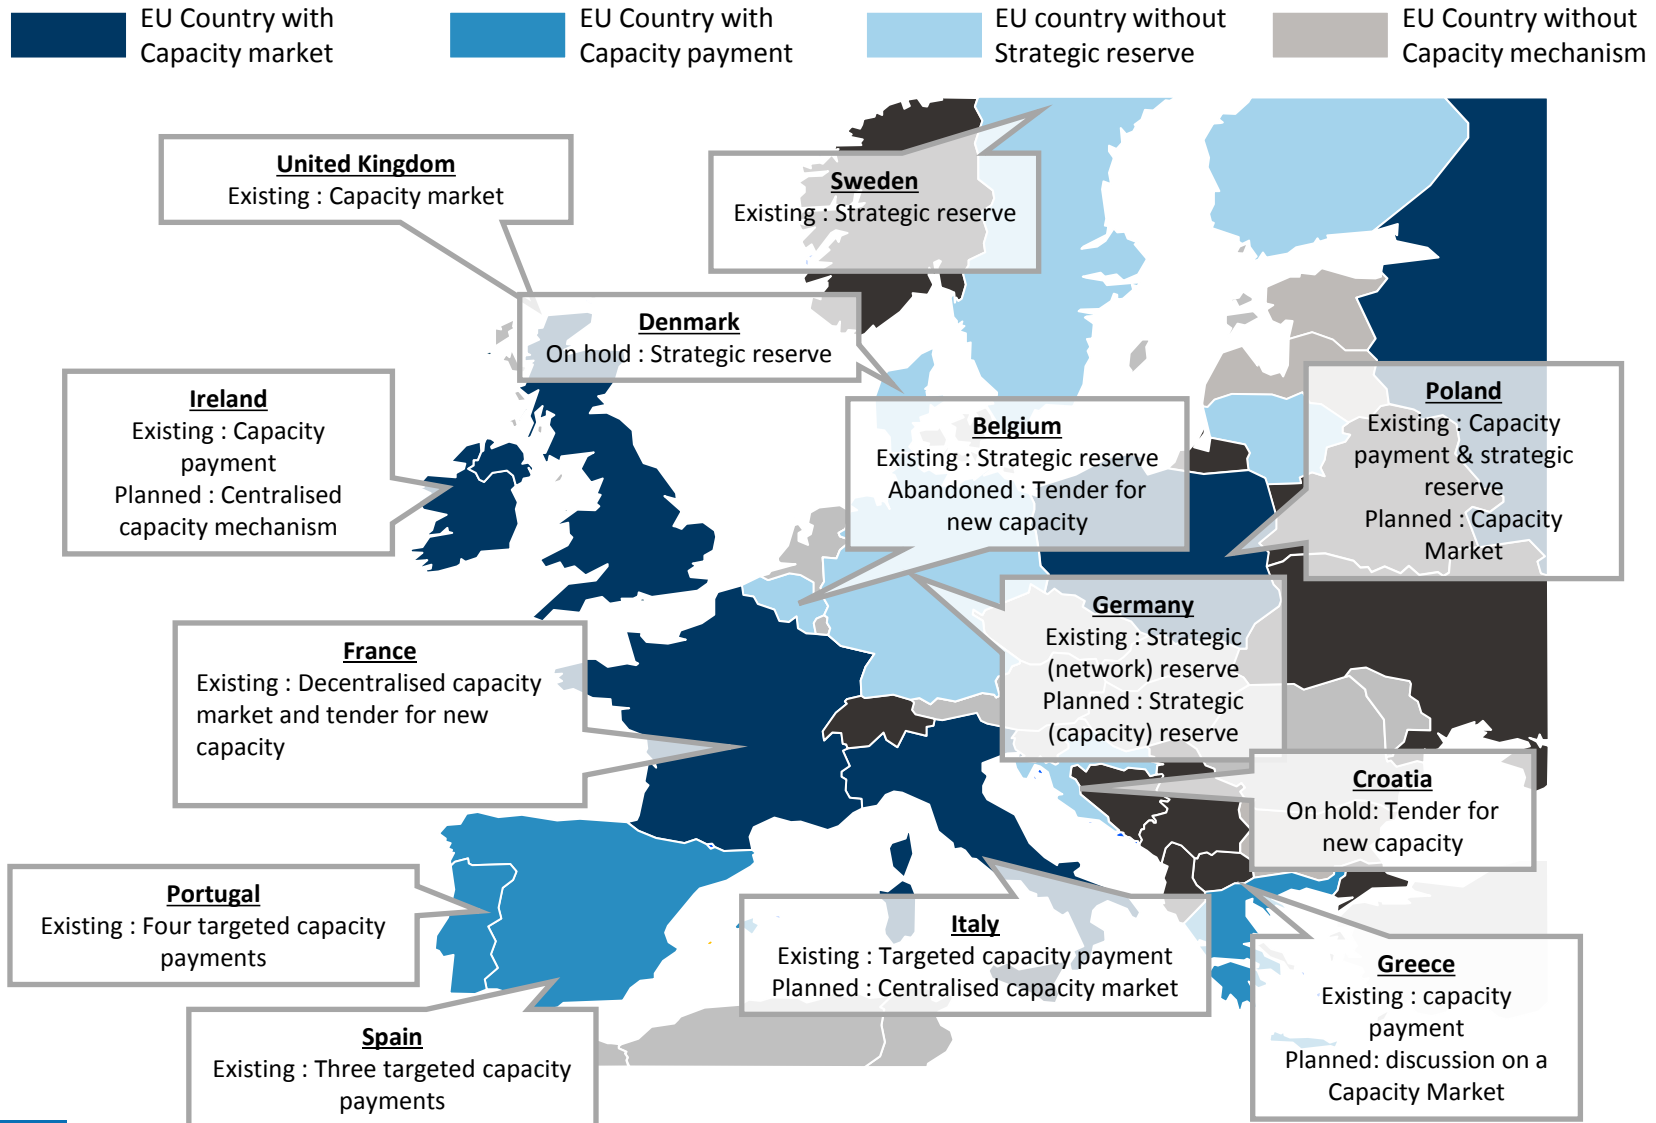 EU Country with
Capacity market
EU Country with
Capacity payment
EU country without
Strategic reserve
EU Country without
Capacity mechanism
United Kingdom
Existing : Capacity market
Sweden
Existing : Strategic reserve
Denmark
On hold : Strategic reserve
Ireland
Existing : Capacity
payment
Planned : Centralised
capacity mechanism
Belgium
Existing : Strategic reserve
Abandoned : Tender for
new capacity
Poland
Existing : Capacity
payment & strategic
reserve
Planned : Capacity
Market
Germany
Existing : Strategic
(network) reserve
Planned : Strategic
(capacity) reserve
France
Existing : Decentralised capacity
market and tender for new
capacity
Croatia
On hold: Tender for
new capacity
Portugal
Existing : Four targeted capacity
payments
Italy
Existing : Targeted capacity payment
Planned : Centralised capacity market
Greece
Existing : capacity
payment
Planned: discussion on a
Capacity Market
Spain
Existing : Three targeted capacity
payments